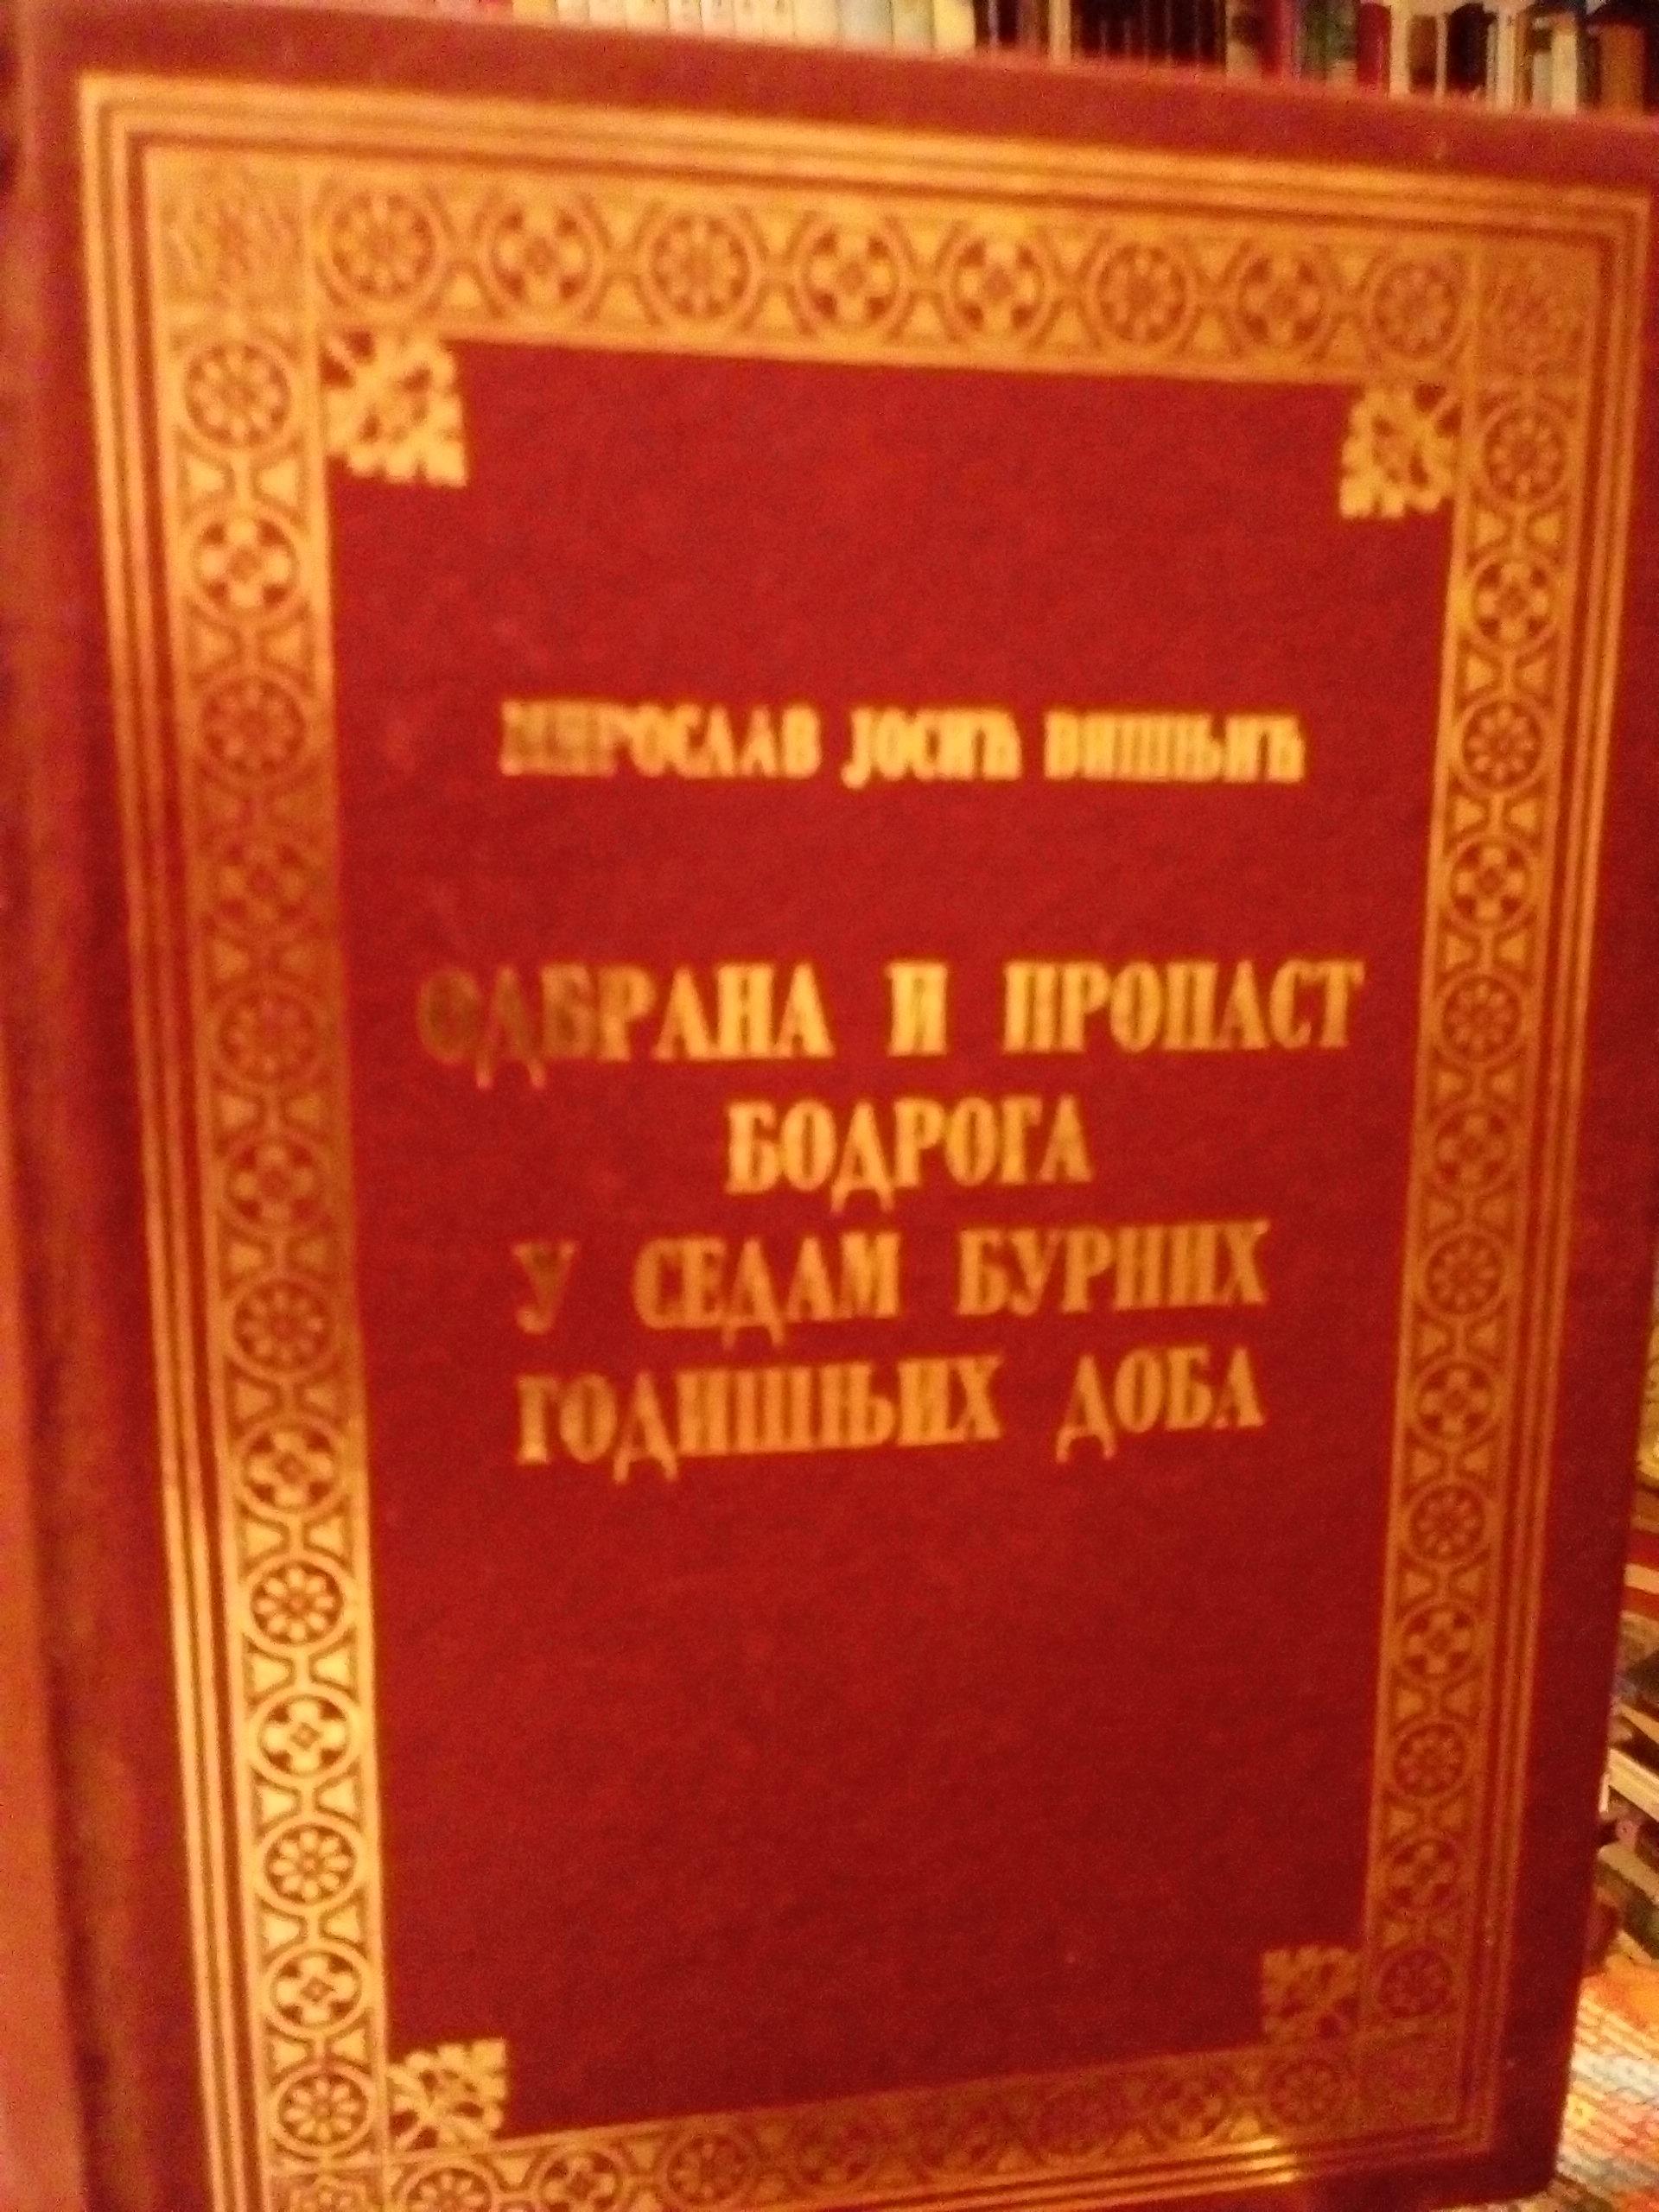 МИРОСЛАВ ЈОСИЋ ВИШЊИЋ
ОДБРАНА И ПРОПАСТ
БОДРОГА
У СЕДАМ БУРНИХ
ГОДИШЊИХ ДОБА